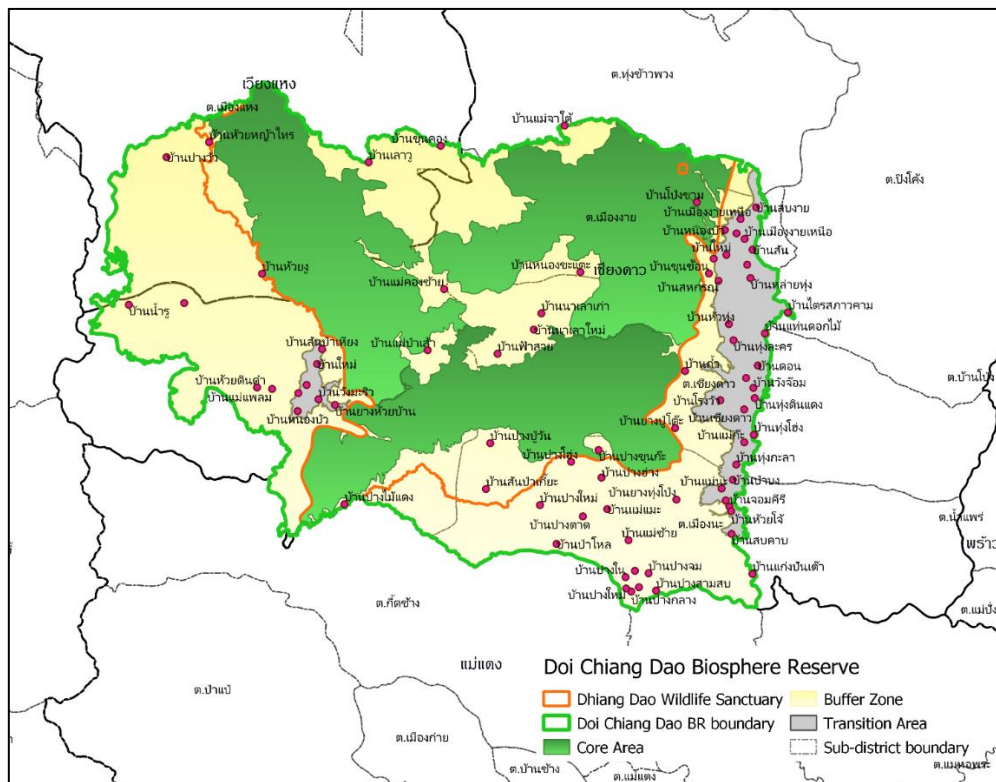 เวียงแหง
ต.ทุ่งข้าวพวง
ต.เมืองแหง
บ้านแม่จาใต้
บ้านห้วยหญ้าไทร
บ้านขุนคอง
บ้านปางวัว
บ้านเลาวู
ต.ปิงโค้ง
บ้านโป่งขาม
บ้านสบงาย
ต.เมืองงาย
บ้านเมืองงายเหนือ
บ้านหนองบัว
บ้านเมืองงายเหนือ
บ้านใหม่
บ้านสัน
บ้านห้วยงู
บ้านหนองขะแตะ
เชียงดาว
บ้านขุนข้อน
บ้านแม่คองซ้าย
บ้านสหกรณ์
บ้านหล่ายทุ่ง
บ้านน้ำรู
บ้านนาเลาเก่า
บ้านไตรสภาวคาม
บ้านนาเลาใหม่
บ้านหัวทุ่ง
บ้านแท่นดอกไม้
บ้านสันป่าเหียง
บ้านแม่ป่าเส้า
บ้านฟ้าสวย
บ้านทุ่งละคร
บ้านใหม่
บ้านถ้ำ
บ้านดอน
ต.บ้านโป่ง
บ้านห้วยตีนต่ำ
ต.เชียงดาว
บ้านวังจ๊อม
บ้านแม่แพลม
บ้านวังมะริว
บ้านโรงวัว
บ้านทุ่งดินแดง
บ้านยางห้วยบ้าน
บ้านหนองบัว
บ้านเชียงดาว
บ้านยางปู่โต๊ะ
บ้านทุ่งโฮ่ง
บ้านปางปู่วัน
บ้านแม่ก๊ะ
บ้านปางโฮ่ง
บ้านปางขุนก๊ะ
บ้านทุ่งกะลา
บ้านปางฮ่าง
บ้านสันป่าเกี๊ยะ
บ้านแม่นะ
บ้านป่าบง
บ้านปางไม้แดง
บ้านปางใหม่
บ้านยางทุ่งโป่ง
บ้านจอมคีรี
บ้านแม่แมะ
ต.น้ำแพร่
บ้านปางตาด
ต.เมืองนะ
บ้านห้วยโจ้
บ้านป่าโหล
บ้านแม่ซ้าย
บ้านสบคาบ
พร้าว
บ้านปางใน
บ้านปางจม
บ้านแก่งปันเต๊า
บ้านปางสามสบ
บ้านปางใหม่
บ้านปางกลาง
ต.กื้ดช้าง
ต.แม่ปั๋ง
แม่แตง
ต.ป่าแป๋
ต.เมืองก๋าย
ต.บ้านช้าง
ต.แม่แตง
ต.แม่หอพระ
Doi Chiang Dao Biosphere Reserve
Dhiang Dao Wildlife Sanctuary
Buffer Zone
Doi Chiang Dao BR boundary
Transition Area
Core Area
Sub-district boundary